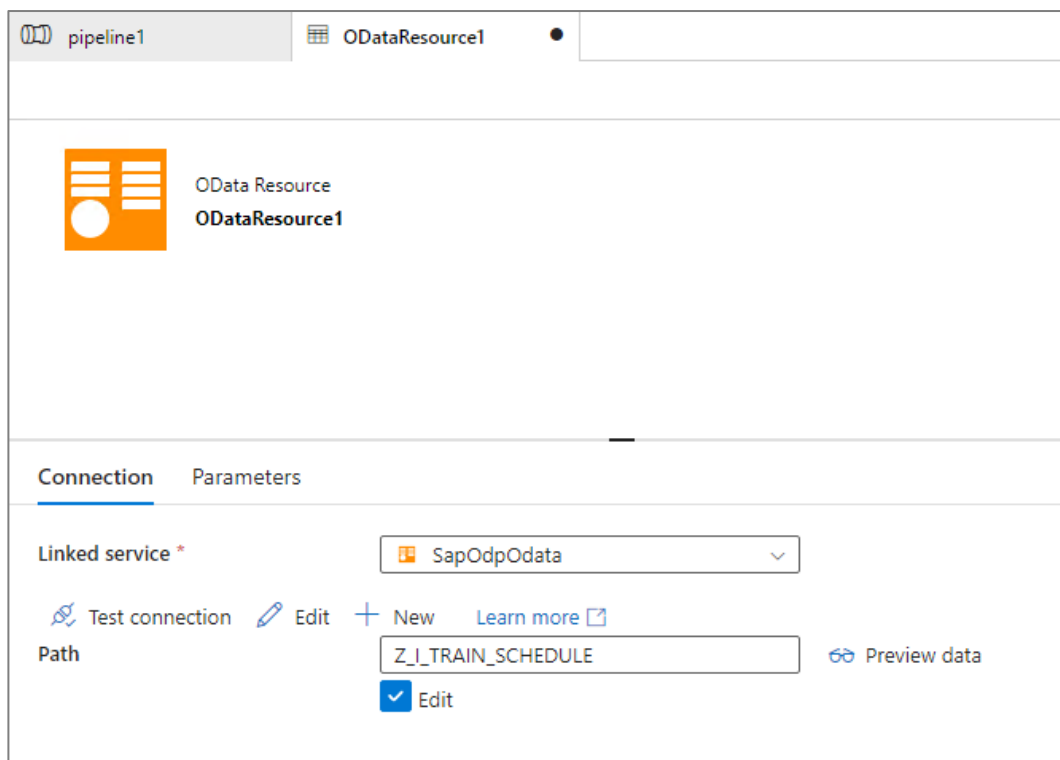 pipeline1 ODataResource1
OData Resource
ODataResource1
Connection Parameters
Linked service * SapOdpOdata
Test connection Edit New Learn more
Path Z_I_TRAIN_SCHEDULE Preview data
Edit